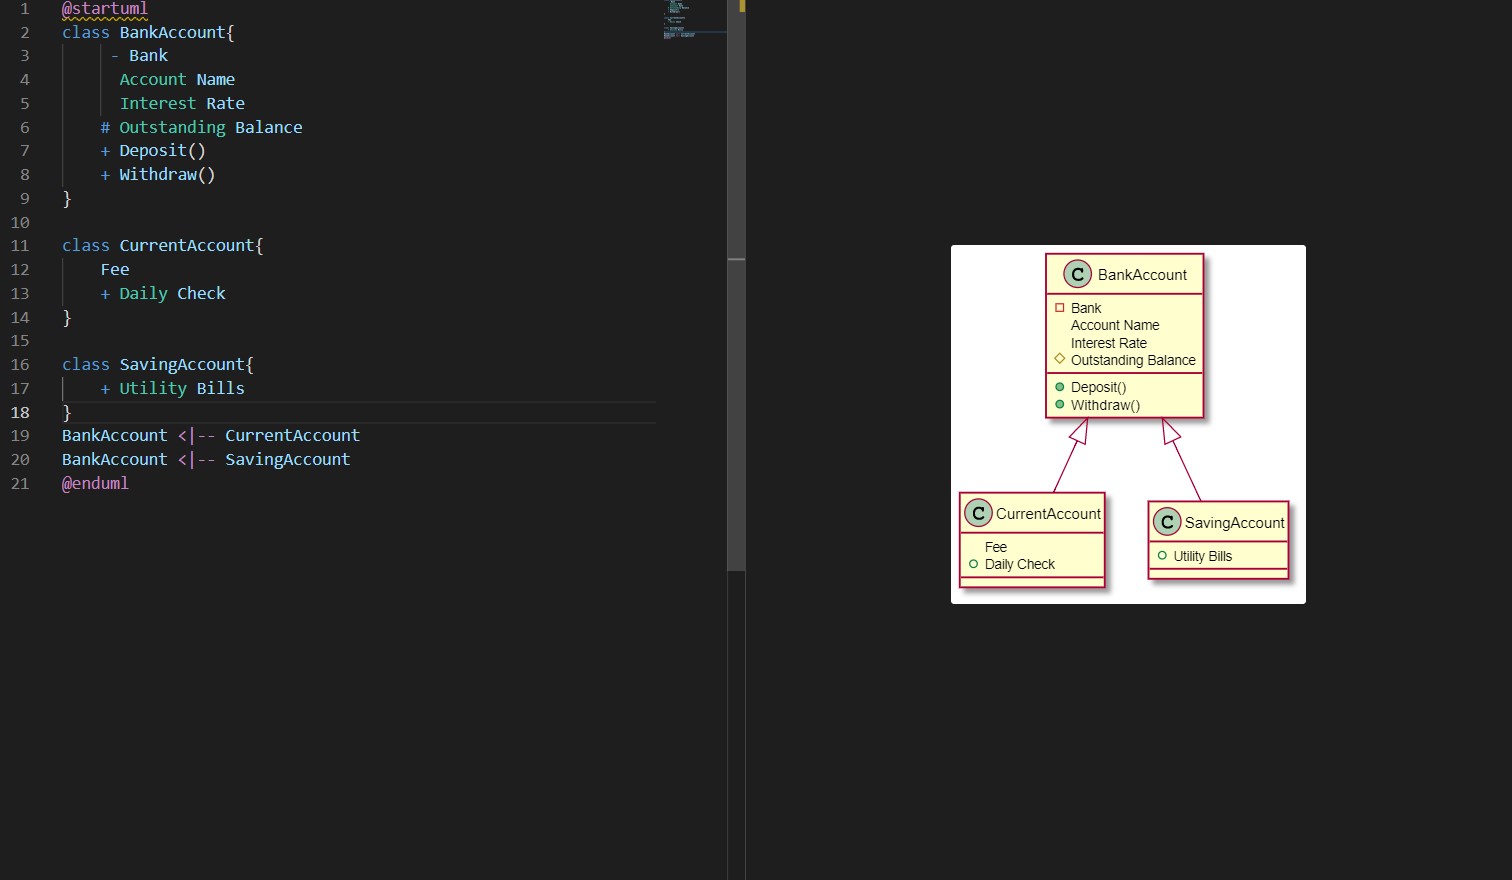 1 @startuml
2 class BankAccount{
3 - Bank
4 Account Name
5 Interest Rate
6 # Outstanding Balance
7 + Deposit()
8 + Withdraw()
9 }
10
11 class CurrentAccount{
12 Fee
13 + Daily Check
14 }
15
16 class SavingAccount{
17 + Utility Bills
18 }
19 BankAccount <|-- CurrentAccount
20 BankAccount <|-- SavingAccount
21 @enduml
C BankAccount
Bank
Account Name
Interest Rate
Outstanding Balance
Deposit()
Withdraw()
C CurrentAccount
Fee
Daily Check
C SavingAccount
Utility Bills